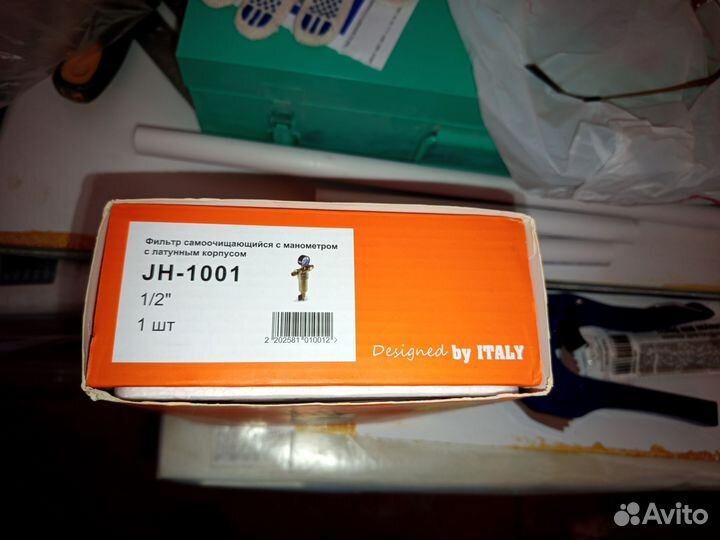 Фильтр самоочищающийся с манометром
с латунным корпусом
JH-1001
1/2"
1 шт
2 202581 010012 >
Designed by ITALY
Avito